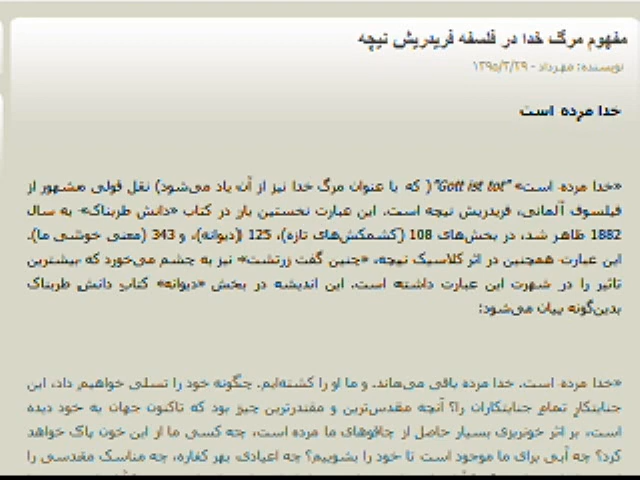 مفهوم مرگ خدا در فلسفه فریدریش نیچه
نویسنده: مهرداد - ۱۳۹۵/۲/۲۹
خدا مرده است
«خدا مرده است» "Gott ist tot"( که با عنوان مرگ خدا نیز از آن یاد می‌شود) نقل قولی مشهور از
فیلسوف آلمانی، فریدریش نیچه است. این عبارت نخستین بار در کتاب «دانش طربناک» به سال
1882 ظاهر شد، در بخش‌های 108 (کشمکش‌های تازه)، 125 (دیوانه)، و 343 (معنی خوشی ما).
این عبارت همچنین در اثر کلاسیک نیچه، «چنین گفت زرتشت» نیز به چشم می‌خورد که بیشترین
تاثیر را در شهرت این عبارت داشته است. این اندیشه در بخش «دیوانه» کتاب دانش طربناک
بدین‌گونه بیان می‌شود:
«خدا مرده است. خدا مرده باقی می‌ماند. و ما او را کشته‌ایم. چگونه خود را تسلی خواهیم داد، این
جنایتکار تمام جنایتکاران را؟ آنچه مقدس‌ترین و مقتدرترین چیز بود که تاکنون جهان به خود دیده
است، بر اثر خونریزی بسیار حاصل از چاقوهای ما مرده است، چه کسی ما از این خون پاک خواهد
کرد؟ چه آبی برای ما موجود است تا خود را بشوییم؟ چه اعیادی بهر کفاره، چه مناسک مقدسی را